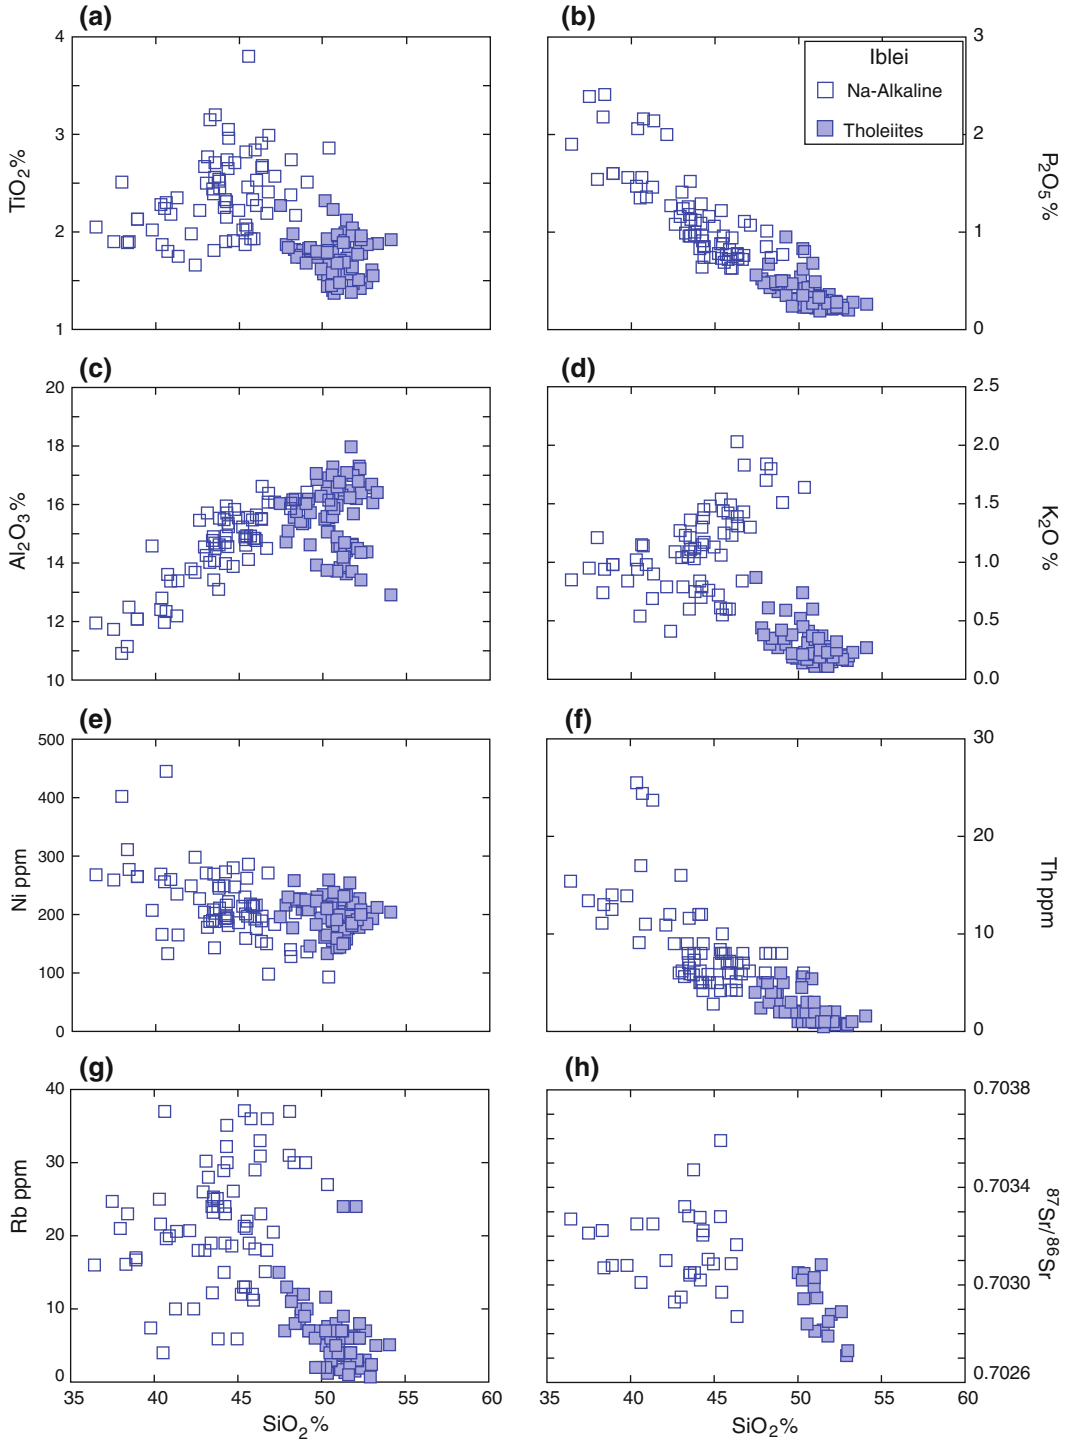 (a)
(b)
4
3
2
1
TiO2%
3
2
1
0
P2O5%
Iblei
Na-Alkaline
Tholeiites
(c)
(d)
20
18
16
14
12
10
Al2O3%
2.5
2.0
1.5
1.0
0.5
0.0
K2O %
(e)
(f)
500
400
300
200
100
0
Ni ppm
30
20
10
0
Th ppm
(g)
(h)
40
30
20
10
0
Rb ppm
0.7038
0.7034
0.7030
0.7026
87Sr/86Sr
35 40 45 50 55 60
35 40 45 50 55 60
SiO2%
SiO2%